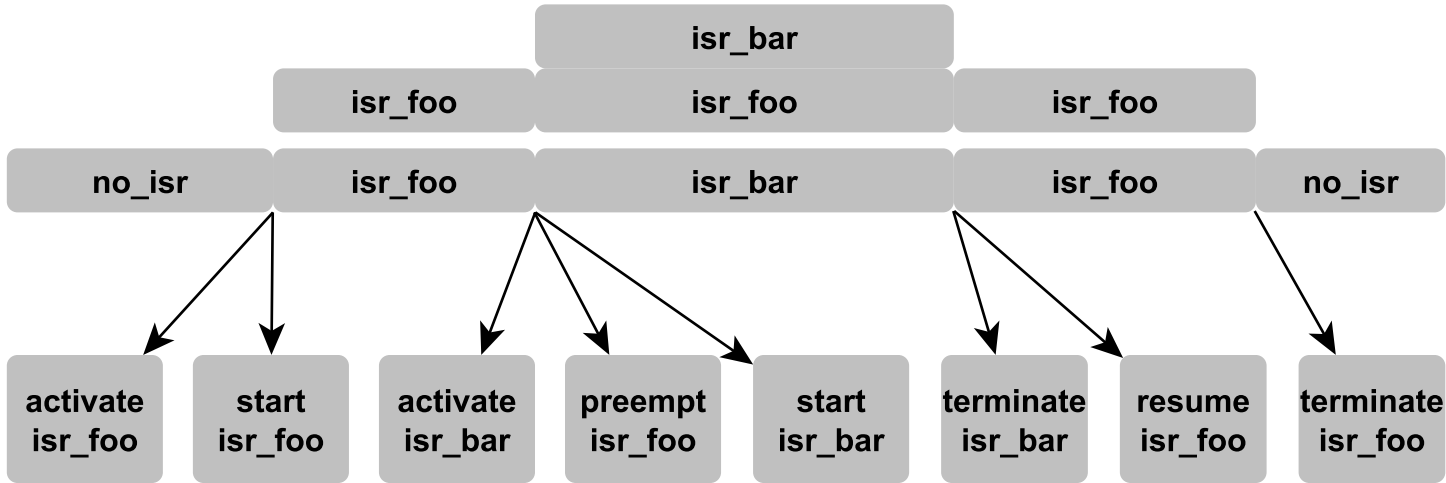 isr_bar
isr_foo
isr_foo
isr_foo
no_isr
isr_foo
isr_bar
isr_foo
no_isr
activate
isr_foo
start
isr_foo
activate
isr_bar
preempt
isr_foo
start
isr_bar
terminate
isr_bar
resume
isr_foo
terminate
isr_foo